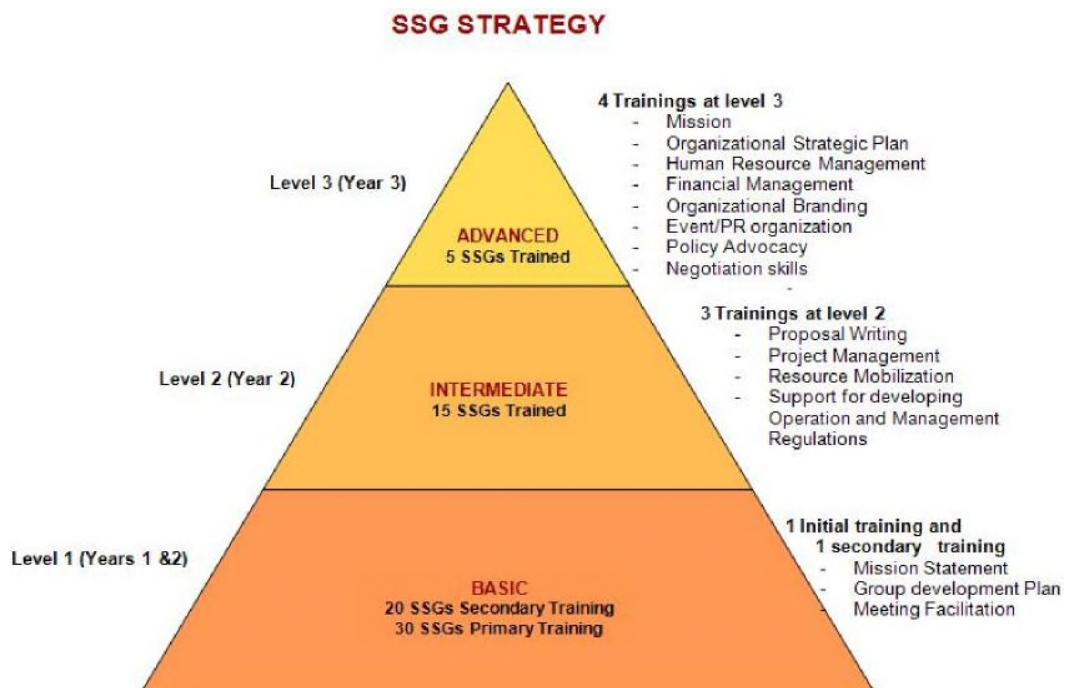 SSG STRATEGY
4 Trainings at level 3
- Mission
- Organizational Strategic Plan
- Human Resource Management
- Financial Management
- Organizational Branding
- Event/PR organization
- Policy Advocacy
- Negotiation skills
-
Level 3 (Year 3)
ADVANCED
5 SSGs Trained
3 Trainings at level 2
- Proposal Writing
- Project Management
- Resource Mobilization
- Support for developing
Operation and Management
Regulations
Level 2 (Year 2)
INTERMEDIATE
15 SSGs Trained
1 Initial training and
1 secondary training
- Mission Statement
- Group development Plan
- Meeting Facilitation
Level 1 (Years 1 &2)
BASIC
20 SSGs Secondary Training
30 SSGs Primary Training